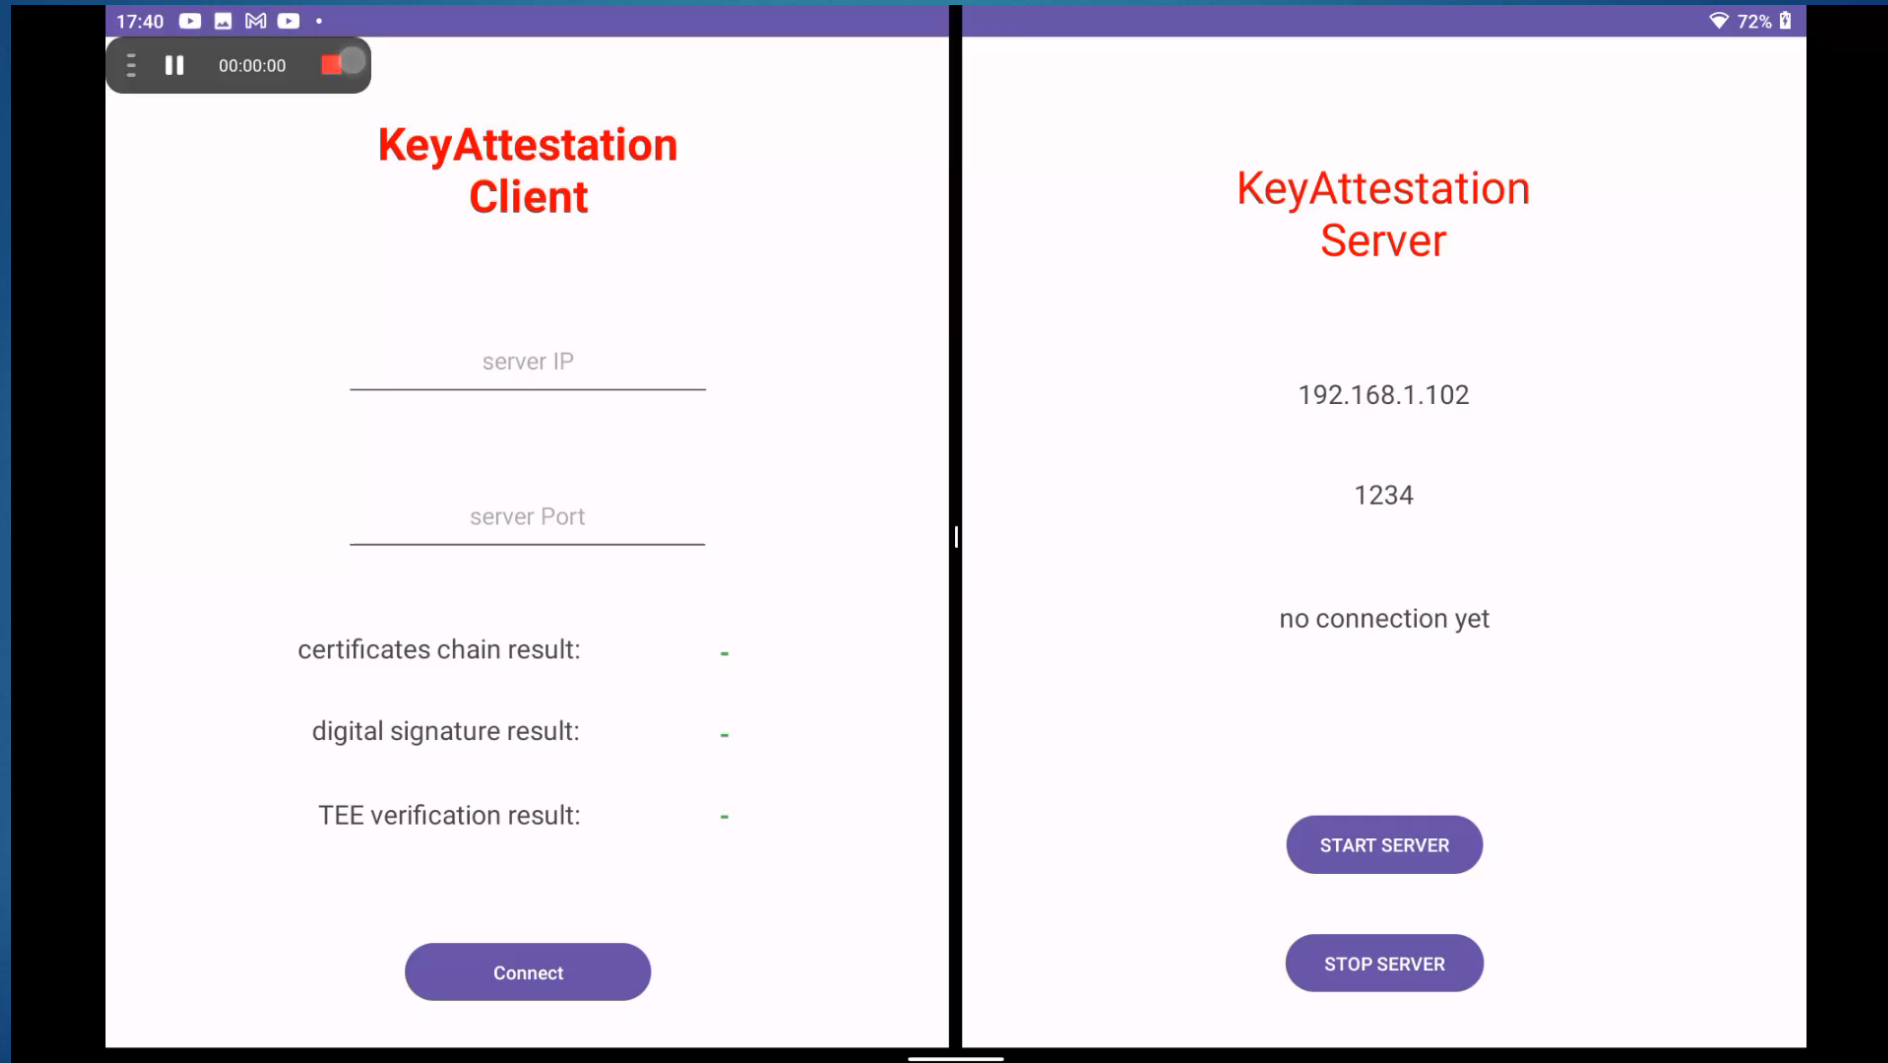 17:40
72%
00:00:00
KeyAttestation
Client
server IP
server Port
certificates chain result: -
digital signature result: -
TEE verification result: -
Connect
KeyAttestation
Server
192.168.1.102
1234
no connection yet
START SERVER
STOP SERVER